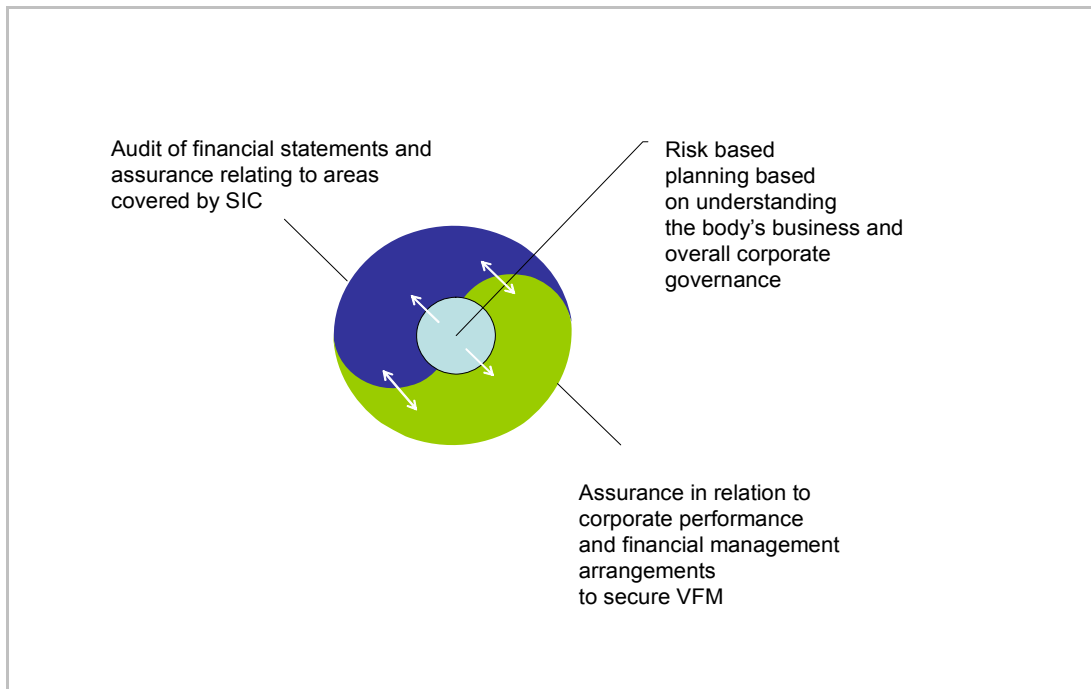 Audit of financial statements and
assurance relating to areas
covered by SIC
Risk based
planning based
on understanding
the body’s business and
overall corporate
governance
Assurance in relation to
corporate performance
and financial management
arrangements
to secure VFM